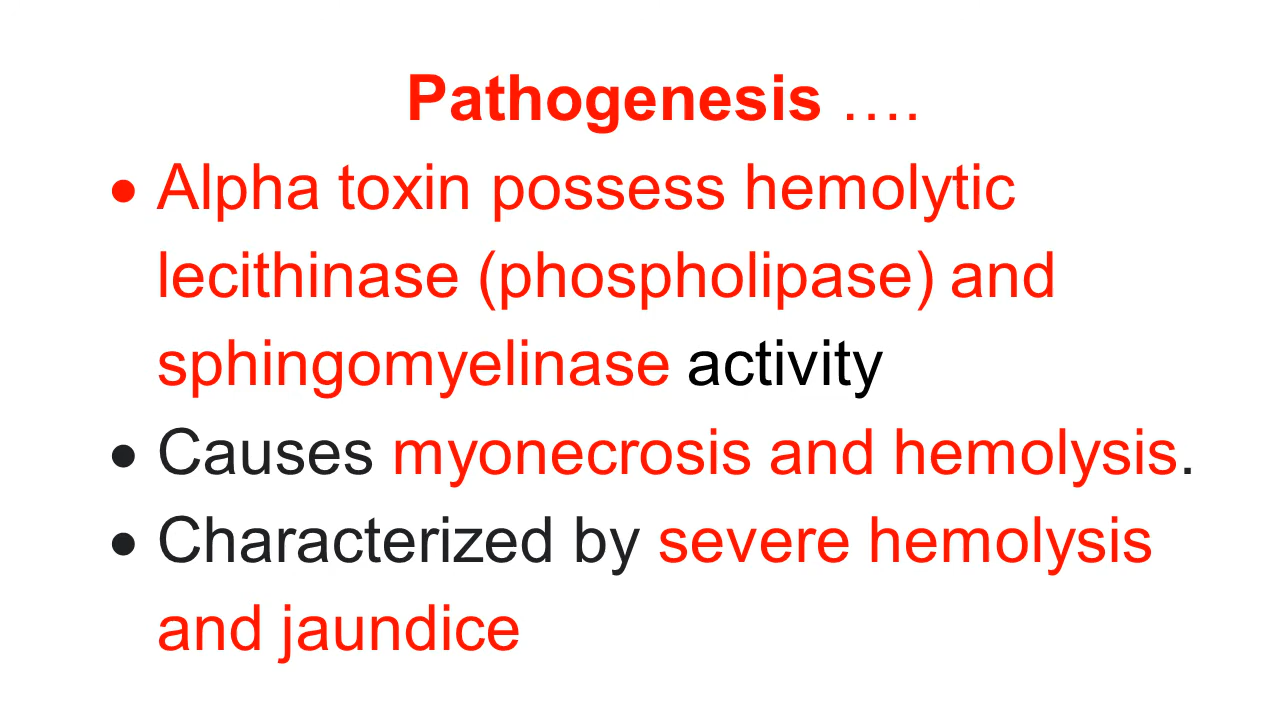 Pathogenesis ….
• Alpha toxin possess hemolytic
lecithinase (phospholipase) and
sphingomyelinase activity
• Causes myonecrosis and hemolysis.
• Characterized by severe hemolysis
and jaundice